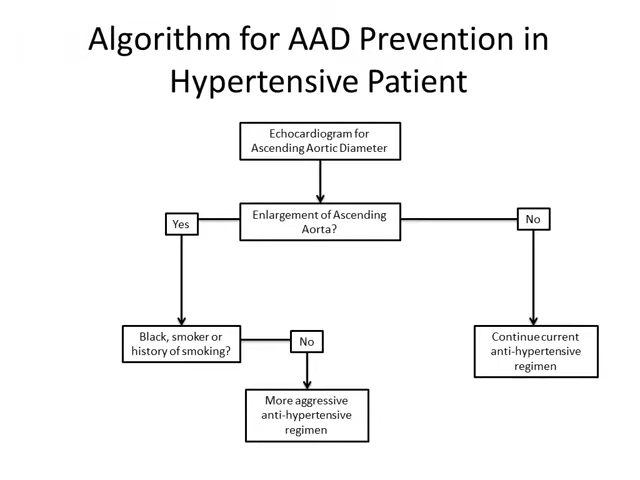 Algorithm for AAD Prevention in
Hypertensive Patient
Echocardiogram for
Ascending Aortic Diameter
Enlargement of Ascending
Aorta?
Yes
No
Black, smoker or
history of smoking?
No
Continue current
anti-hypertensive
regimen
More aggressive
anti-hypertensive
regimen